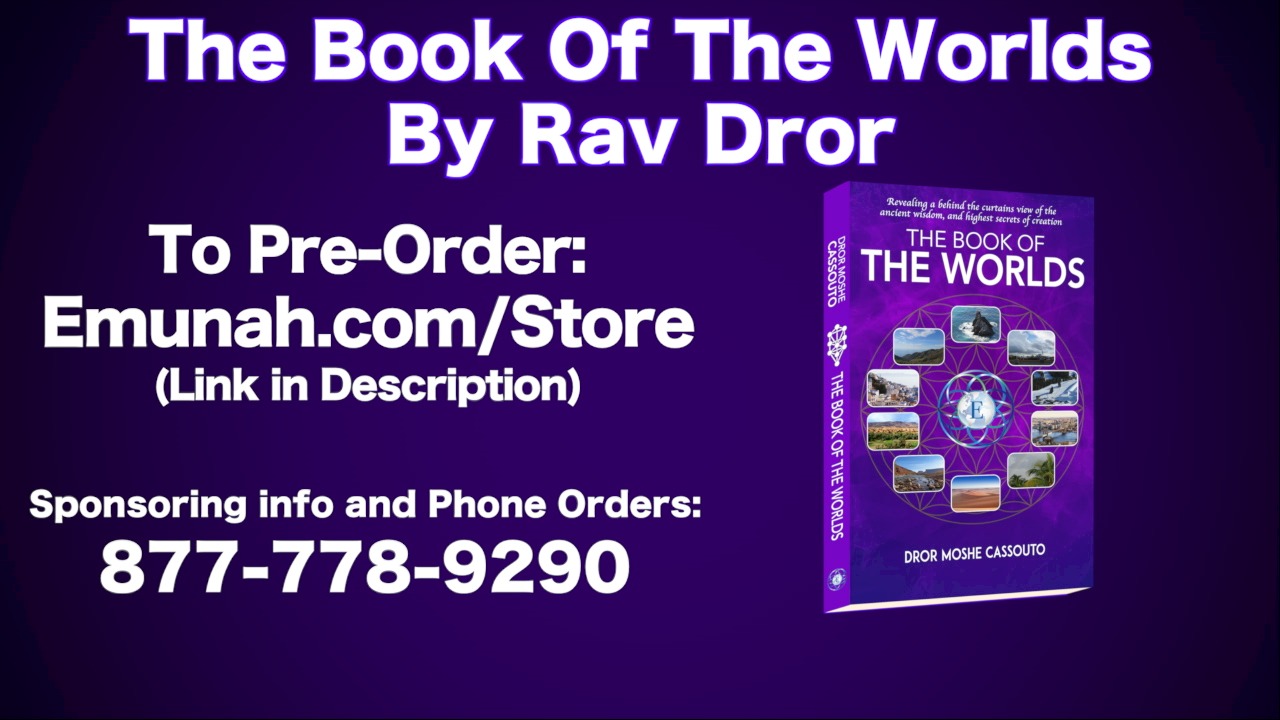 The Book Of The Worlds
By Rav Dror
To Pre-Order:
Emunah.com/Store
(Link in Description)
Sponsoring info and Phone Orders:
877-778-9290
Revealing a behind the curtains view of the
ancient wisdom, and highest secrets of creation
THE BOOK OF
THE WORLDS
E
DROR MOSHE CASSOUTO
DROR MOSHE
CASSOUTO
THE BOOK OF THE WORLDS